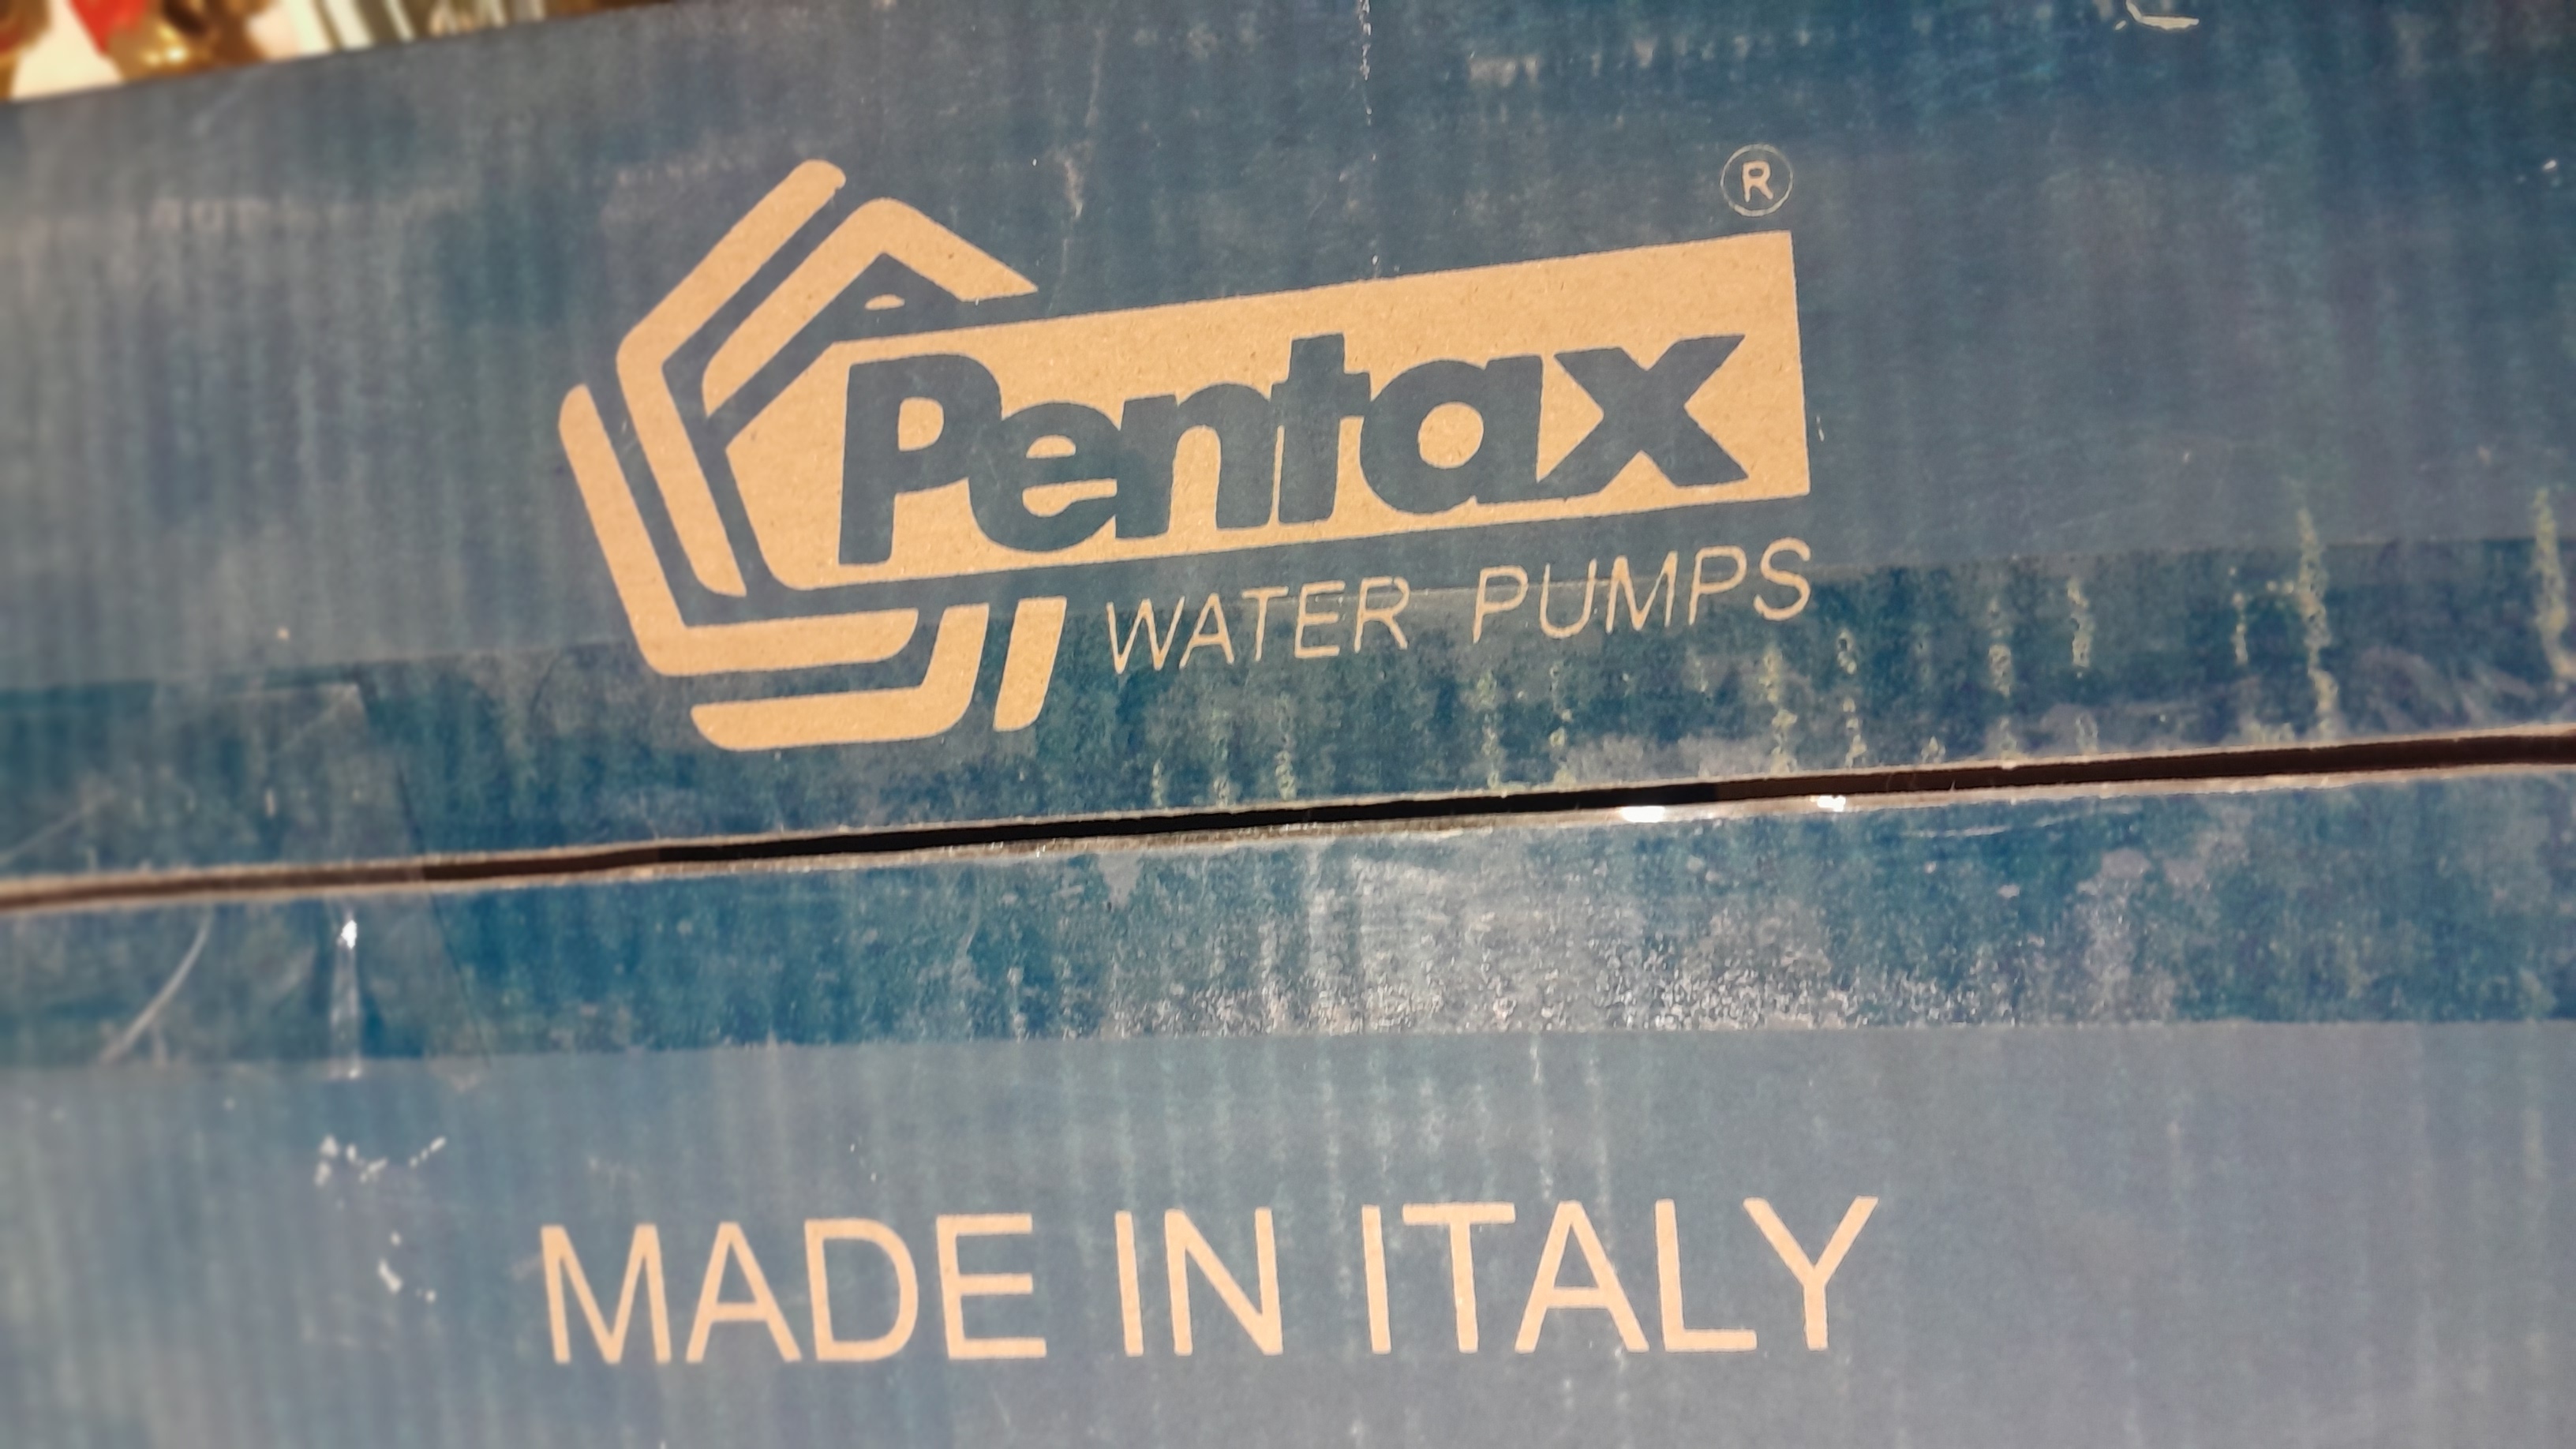 ®
Pentax
WATER PUMPS
MADE IN ITALY